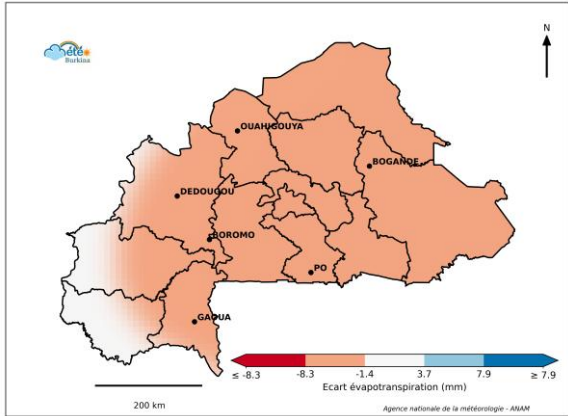 N
Météo
Burkina
OUAHIGOUYA
BOGANDE
DEDOUGOU
BOROMO
PO
GAOUA
≤ -8.3 -8.3 -1.4 3.7 7.9 ≥ 7.9
Ecart évapotranspiration (mm)
200 km
Agence nationale de la météorologie - ANAM